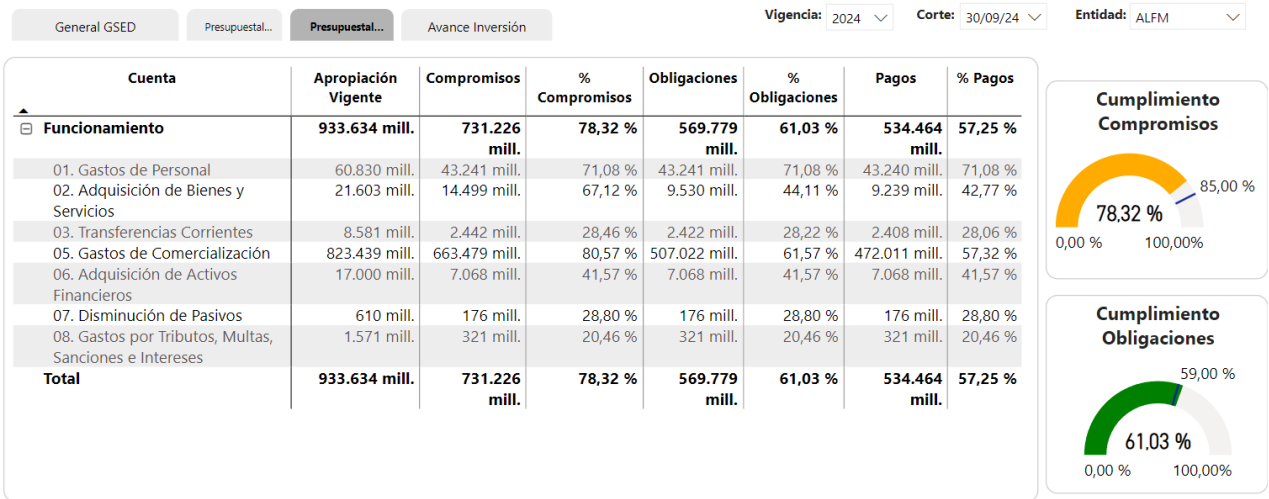 General GSED Presupuestal... Presupuestal... Avance Inversión Vigencia: 2024 Corte: 30/09/24 Entidad: ALFM
Cuenta Apropiación Vigente Compromisos % Compromisos Obligaciones % Obligaciones Pagos % Pagos
Funcionamiento 933.634 mill. 731.226 mill. 78,32 % 569.779 mill. 61,03 % 534.464 mill. 57,25 %
01. Gastos de Personal 60.830 mill. 43.241 mill. 71,08 % 43.241 mill. 71,08 % 43.240 mill. 71,08 %
02. Adquisición de Bienes y Servicios 21.603 mill. 14.499 mill. 67,12 % 9.530 mill. 44,11 % 9.239 mill. 42,77 %
03. Transferencias Corrientes 8.581 mill. 2.442 mill. 28,46 % 2.422 mill. 28,22 % 2.408 mill. 28,06 %
05. Gastos de Comercialización 823.439 mill. 663.479 mill. 80,57 % 507.022 mill. 61,57 % 472.011 mill. 57,32 %
06. Adquisición de Activos Financieros 17.000 mill. 7.068 mill. 41,57 % 7.068 mill. 41,57 % 7.068 mill. 41,57 %
07. Disminución de Pasivos 610 mill. 176 mill. 28,80 % 176 mill. 28,80 % 176 mill. 28,80 %
08. Gastos por Tributos, Multas, Sanciones e Intereses 1.571 mill. 321 mill. 20,46 % 321 mill. 20,46 % 321 mill. 20,46 %
Total 933.634 mill. 731.226 mill. 78,32 % 569.779 mill. 61,03 % 534.464 mill. 57,25 %
Cumplimiento
Compromisos
85,00 %
78,32 %
0,00 % 100,00%
Cumplimiento
Obligaciones
59,00 %
61,03 %
0,00 % 100,00%